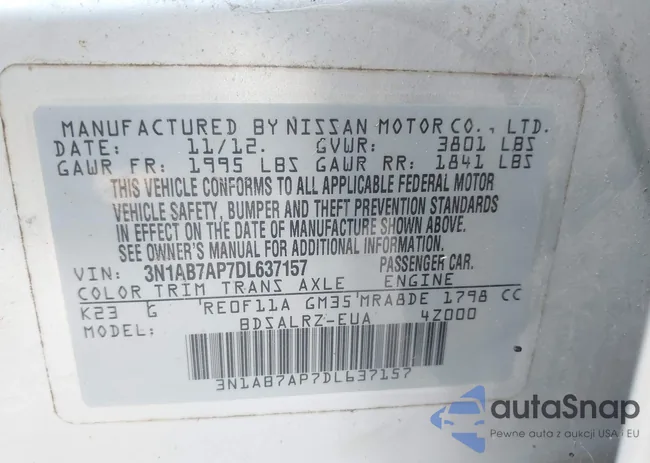 MANUFACTURED BY NISSAN MOTOR CO., LTD.
DATE: 11/12. GVWR: 3801 LBS
GAWR FR: 1995 LBS GAWR RR: 1841 LBS
THIS VEHICLE CONFORMS TO ALL APPLICABLE FEDERAL MOTOR
VEHICLE SAFETY, BUMPER AND THEFT PREVENTION STANDARDS
IN EFFECT ON THE DATE OF MANUFACTURE SHOWN ABOVE.
SEE OWNER'S MANUAL FOR ADDITIONAL INFORMATION.
VIN: 3N1AB7AP7DL637157 PASSENGER CAR.
COLOR TRIM TRANS AXLE ENGINE
K23 G RE0F11A GM35 MRA8DE 1798 CC
MODEL: BDSALRZ-EUA 4Z000
3N1AB7AP7DL637157
autaSnap
Pewne auta z aukcji USA i EU